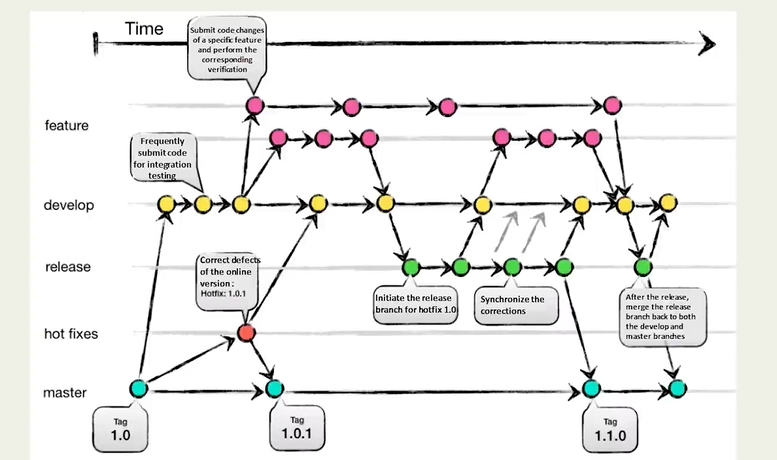 Time
Submit code changes
of a specific feature
and perform the
corresponding
verification
feature
Frequently
submit code
for integration
testing
develop
release
Correct defects
of the online
version :
Hotfix: 1.0.1
Initiate the release
branch for hotfix 1.0
Synchronize the
corrections
After the release,
merge the release
branch back to both
the develop and
master branches
hot fixes
master
Tag
1.0
Tag
1.0.1
Tag
1.1.0